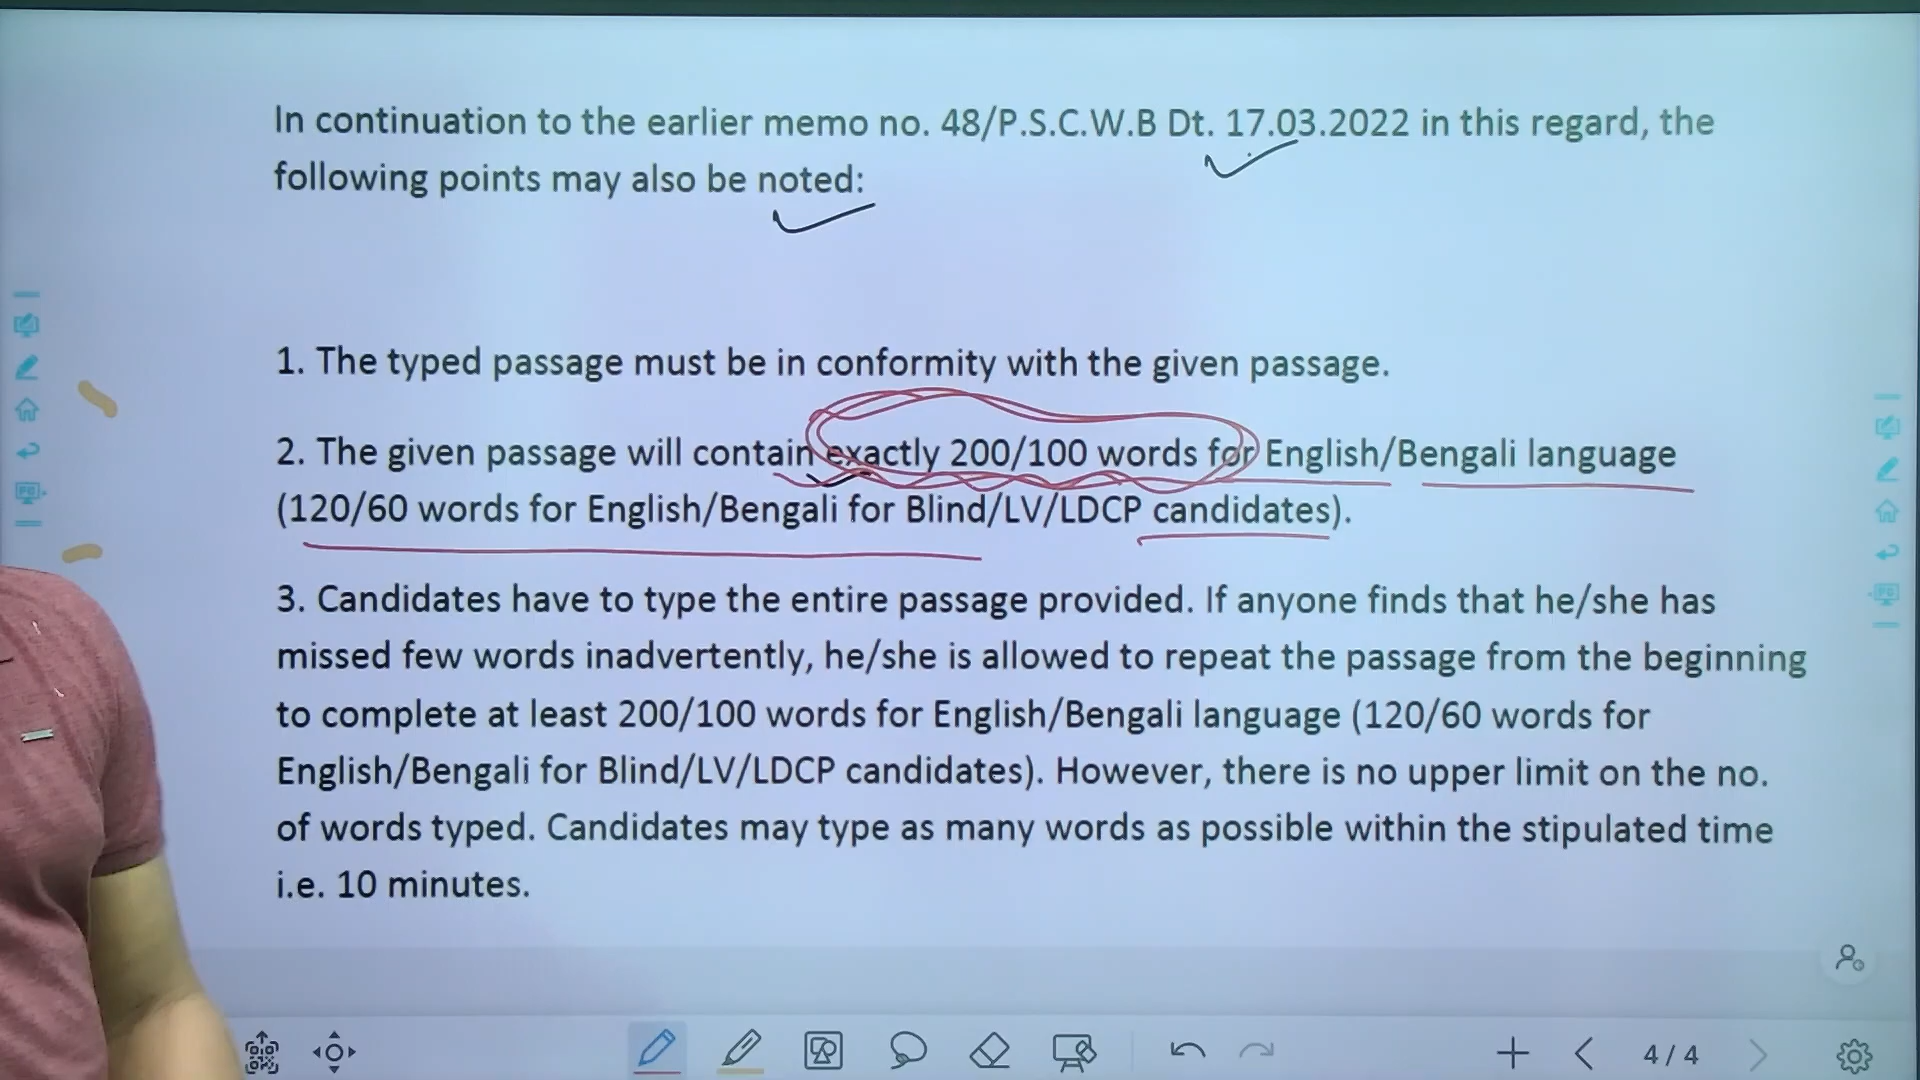 In continuation to the earlier memo no. 48/P.S.C.W.B Dt. 17.03.2022 in this regard, the
following points may also be noted:
1. The typed passage must be in conformity with the given passage.
2. The given passage will contain exactly 200/100 words for English/Bengali language
(120/60 words for English/Bengali for Blind/LV/LDCP candidates).
3. Candidates have to type the entire passage provided. If anyone finds that he/she has
missed few words inadvertently, he/she is allowed to repeat the passage from the beginning
to complete at least 200/100 words for English/Bengali language (120/60 words for
English/Bengali for Blind/LV/LDCP candidates). However, there is no upper limit on the no.
of words typed. Candidates may type as many words as possible within the stipulated time
i.e. 10 minutes.
4 / 4